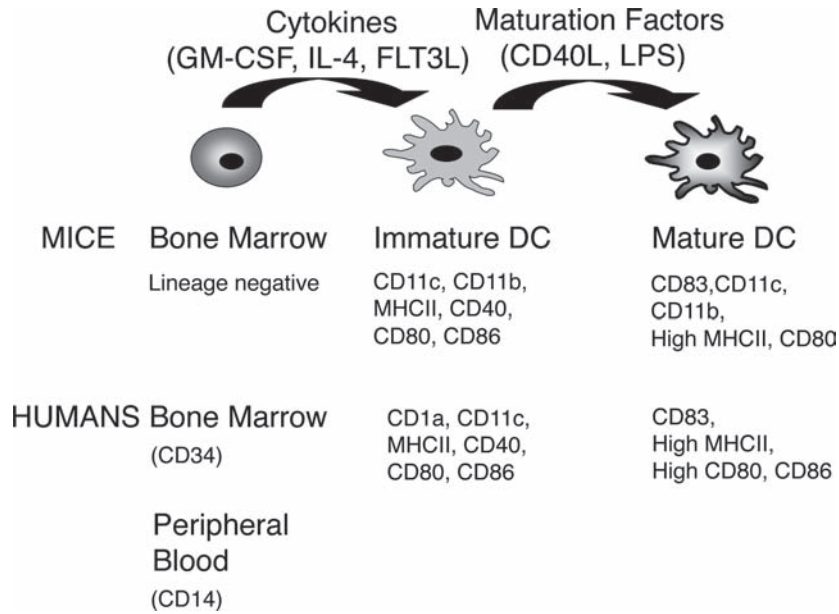 Cytokines
(GM-CSF, IL-4, FLT3L)
Maturation Factors
(CD40L, LPS)
MICE Bone Marrow Immature DC Mature DC
Lineage negative
CD11c, CD11b,
MHCII, CD40,
CD80, CD86
CD83,CD11c,
CD11b,
High MHCII, CD80
HUMANS Bone Marrow
(CD34)
CD1a, CD11c,
MHCII, CD40,
CD80, CD86
CD83,
High MHCII,
High CD80, CD86
Peripheral
Blood
(CD14)